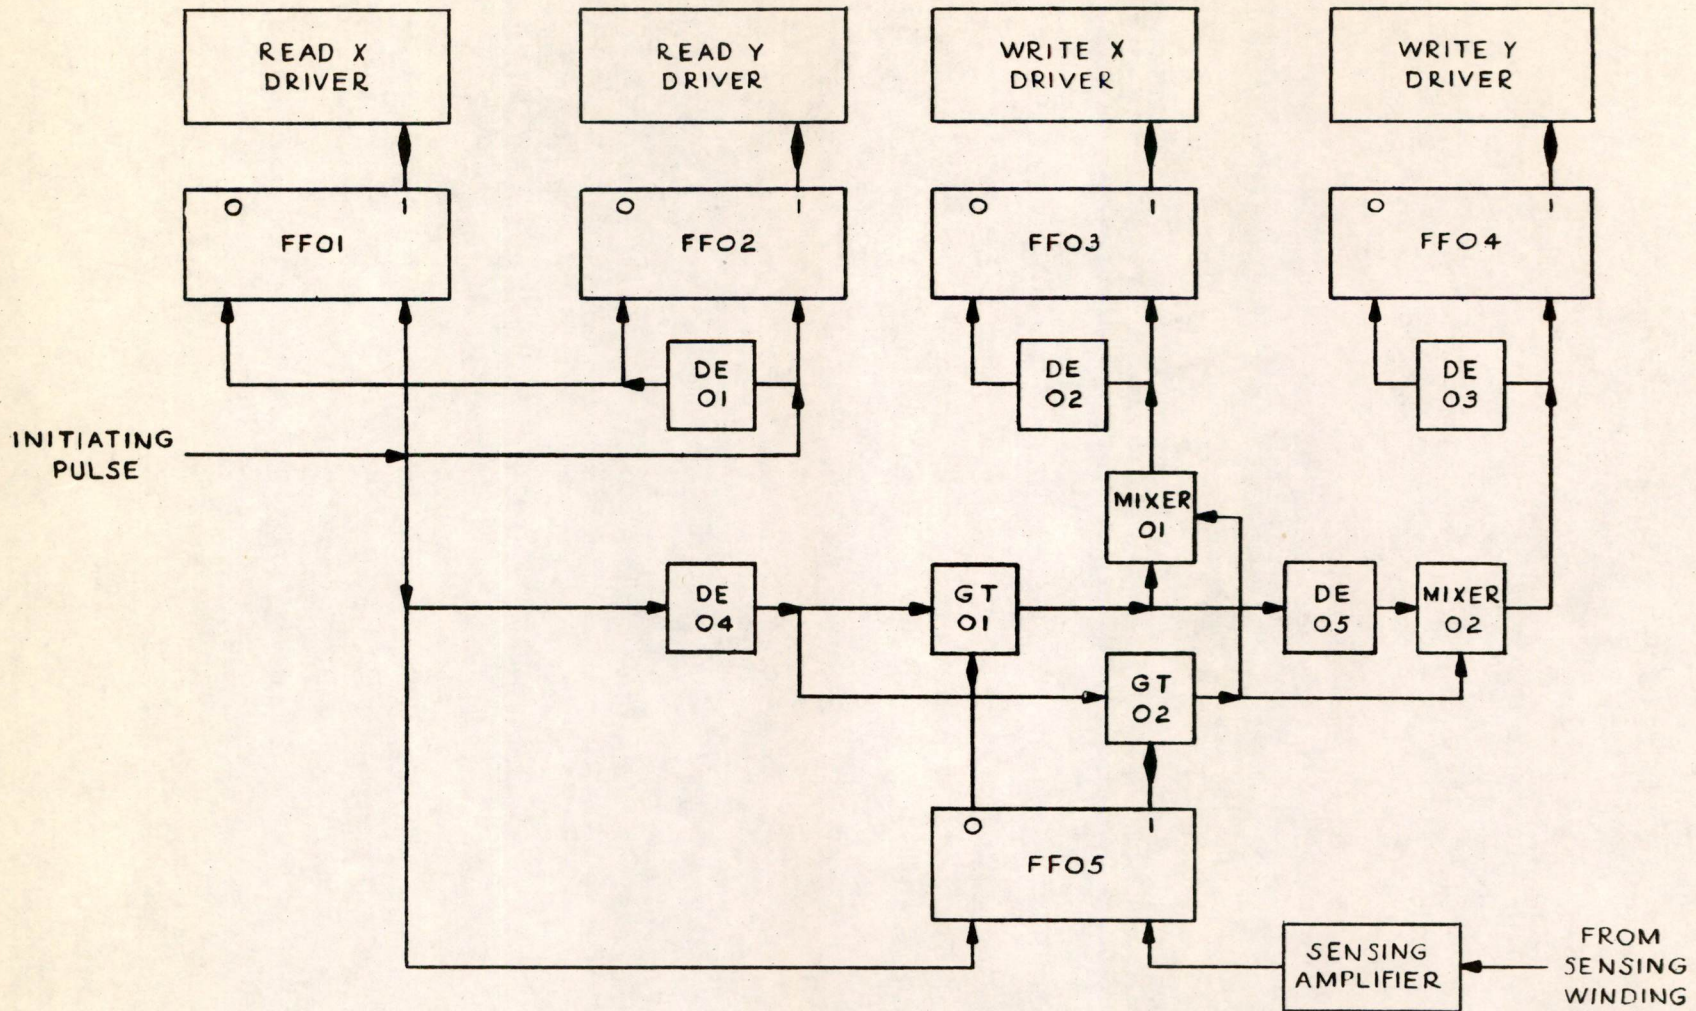 READ X
DRIVER
READ Y
DRIVER
WRITE X
DRIVER
WRITE Y
DRIVER
0 1
FF01
0 1
FF02
0 1
FF03
0 1
FF04
DE
01
DE
02
DE
03
INITIATING
PULSE
MIXER
01
DE
04
GT
01
DE
05
MIXER
02
GT
02
0 1
FF05
SENSING
AMPLIFIER
FROM
SENSING
WINDING